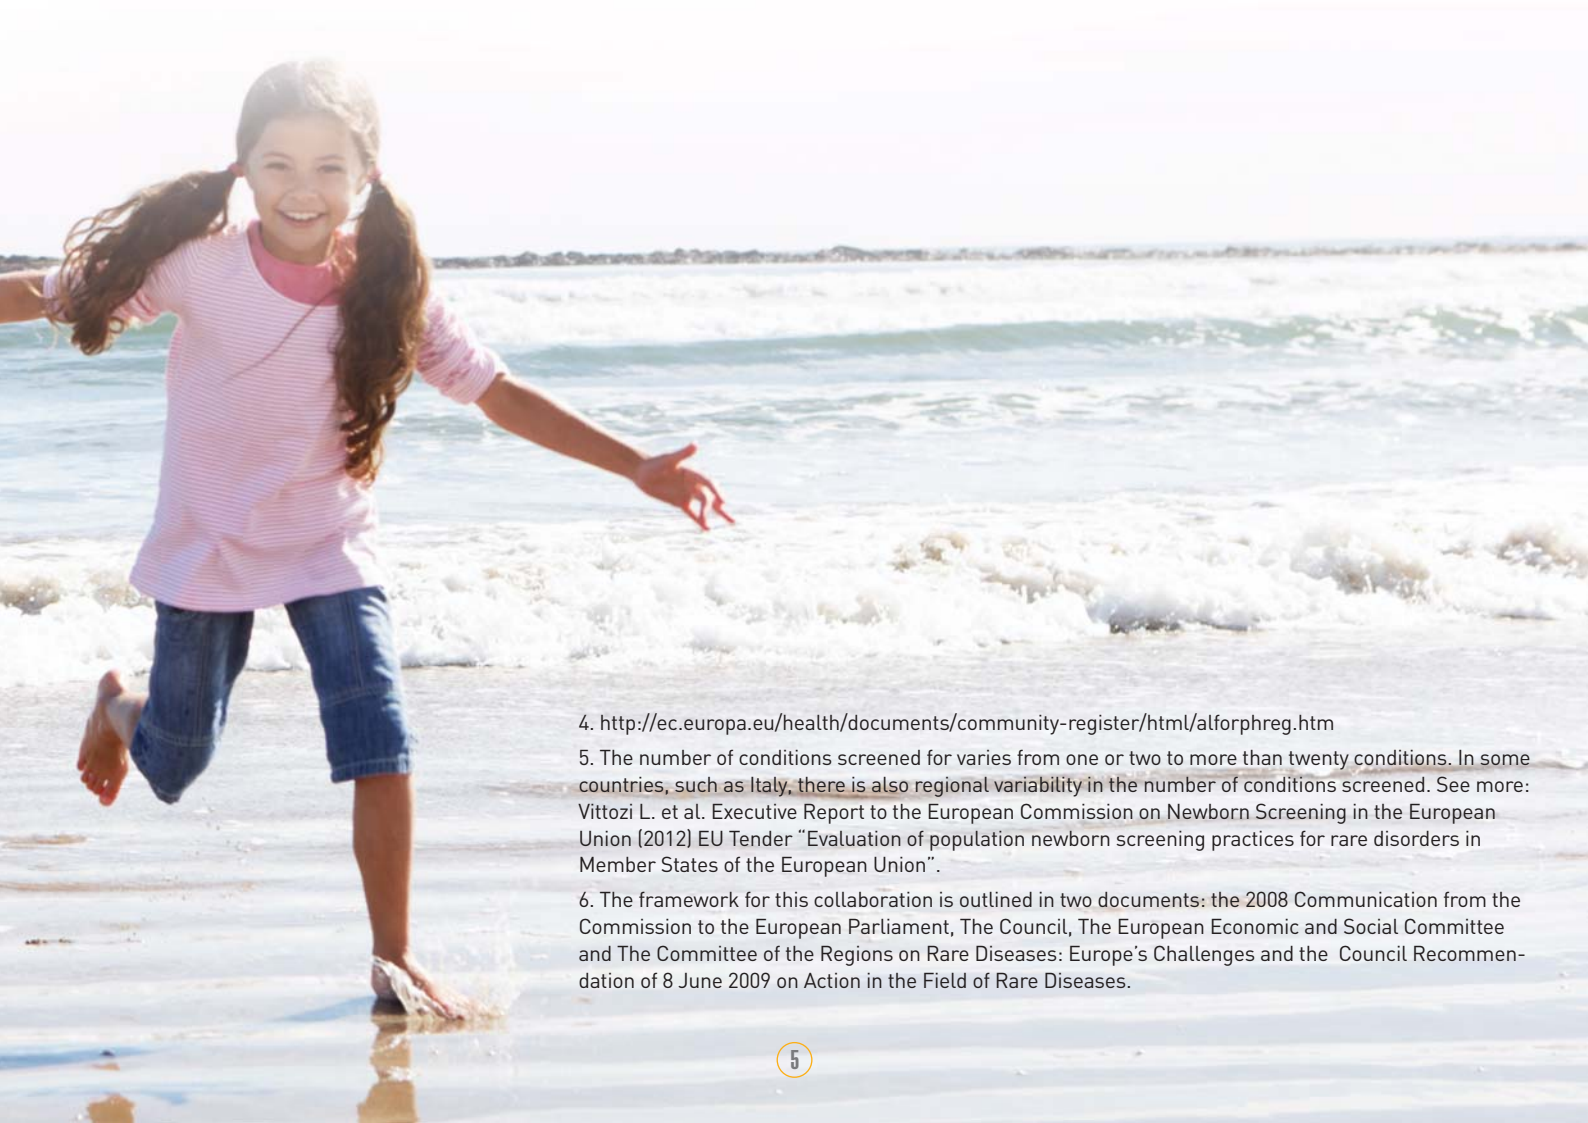 4. http://ec.europa.eu/health/documents/community-register/html/alforphreg.htm
5. The number of conditions screened for varies from one or two to more than twenty conditions. In some
countries, such as Italy, there is also regional variability in the number of conditions screened. See more:
Vittozi L. et al. Executive Report to the European Commission on Newborn Screening in the European
Union (2012) EU Tender “Evaluation of population newborn screening practices for rare disorders in
Member States of the European Union”.
6. The framework for this collaboration is outlined in two documents: the 2008 Communication from the
Commission to the European Parliament, The Council, The European Economic and Social Committee
and The Committee of the Regions on Rare Diseases: Europe’s Challenges and the Council Recommen-
dation of 8 June 2009 on Action in the Field of Rare Diseases.
5